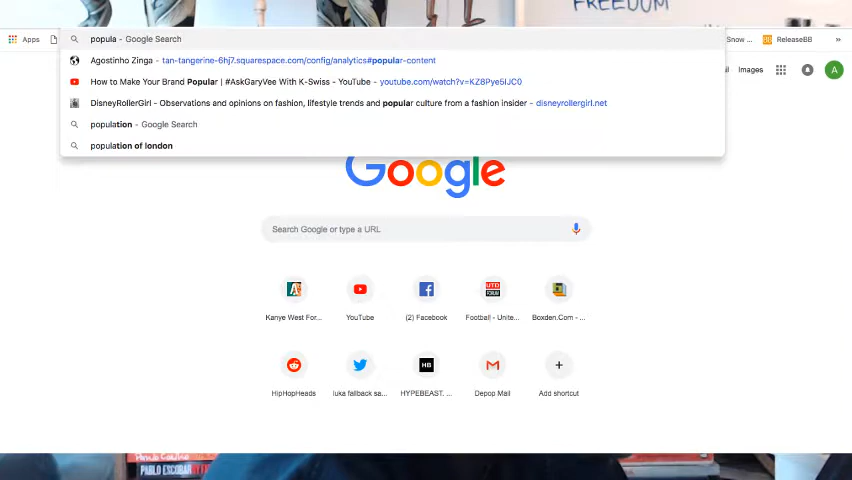 FREEDOM
popula - Google Search
Agostinho Zinga - tan-tangerine-6hj7.squarespace.com/config/analytics#popular-content
How to Make Your Brand Popular | #AskGaryVee With K-Swiss - YouTube - youtube.com/watch?v=KZ8Pye5IJC0
DisneyRollerGirl - Observations and opinions on fashion, lifestyle trends and popular culture from a fashion insider - disneyrollergirl.net
population - Google Search
population of london
Apps
Snow ... ReleaseBB »
Images A
Google
Search Google or type a URL
Kanye West For... YouTube (2) Facebook Football - Unite... Boxden.Com - ...
UTD FORUM
HB
HipHopHeads luka fallback sa... HYPEBEAST. ... Depop Mail Add shortcut
PABLO ESCOBAR